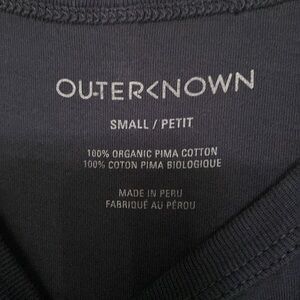 OUTERKNOWN
SMALL / PETIT
100% ORGANIC PIMA COTTON
100% COTON PIMA BIOLOGIQUE
MADE IN PERU
FABRIQUÉ AU PÉROU